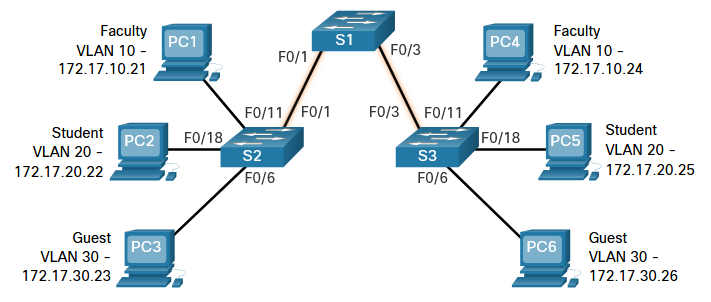 Faculty
VLAN 10 -
172.17.10.21
PC1
S1
F0/1
F0/3
PC4
Faculty
VLAN 10 -
172.17.10.24
Student
VLAN 20 -
172.17.20.22
PC2
F0/18
F0/11
F0/1
S2
F0/6
F0/3
F0/11
S3
F0/6
F0/18
PC5
Student
VLAN 20 -
172.17.20.25
Guest
VLAN 30 -
172.17.30.23
PC3
PC6
Guest
VLAN 30 -
172.17.30.26